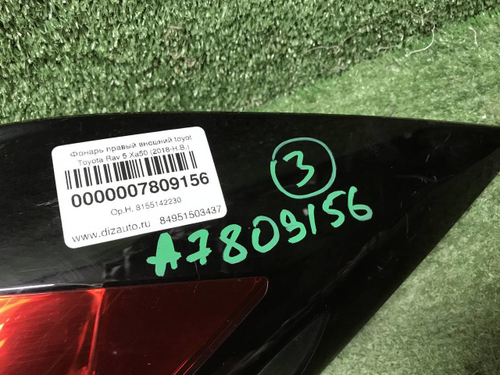 Фонарь правый внешний toyot
Toyota Rav 5 Xa50 (2018-Н.В.)
0000007809156
Ор.Н. 8155142230
www.dizauto.ru 84951503437
3
A7809156